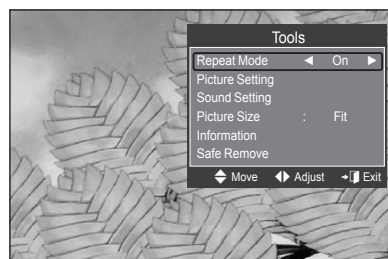 Tools
Repeat Mode ◀ On ▶
Picture Setting
Sound Setting
Picture Size : Fit
Information
Safe Remove
Move Adjust Exit